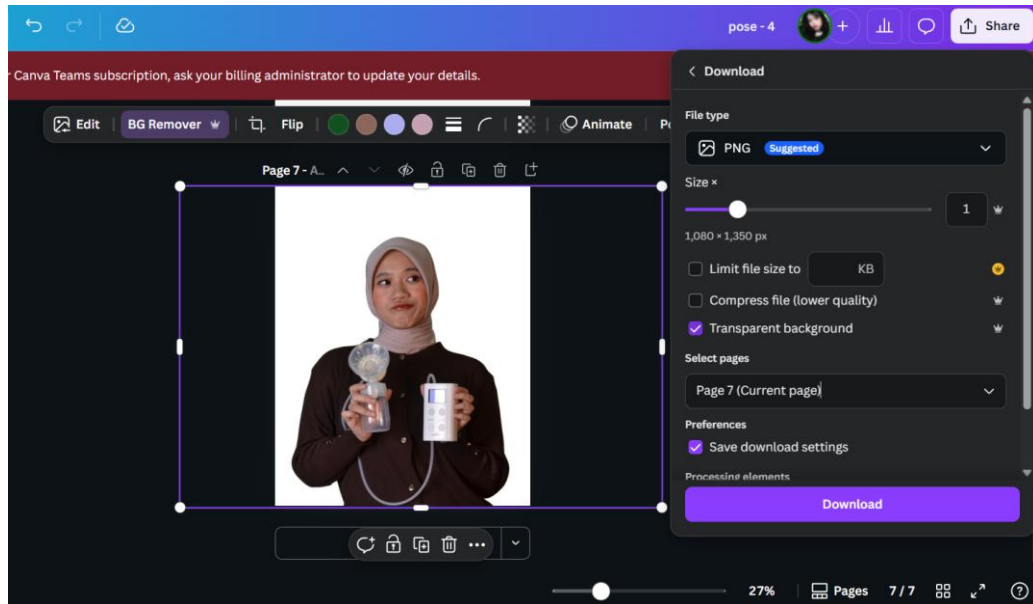 pose - 4
Share
r Canva Teams subscription, ask your billing administrator to update your details.
Edit
BG Remover
Flip
Animate
Page 7 - A...
Download
File type
PNG Suggested
Size ×
1
1,080 × 1,350 px
Limit file size to KB
Compress file (lower quality)
Transparent background
Select pages
Page 7 (Current page)
Preferences
Save download settings
Processing elements
Download
27% Pages 7 / 7